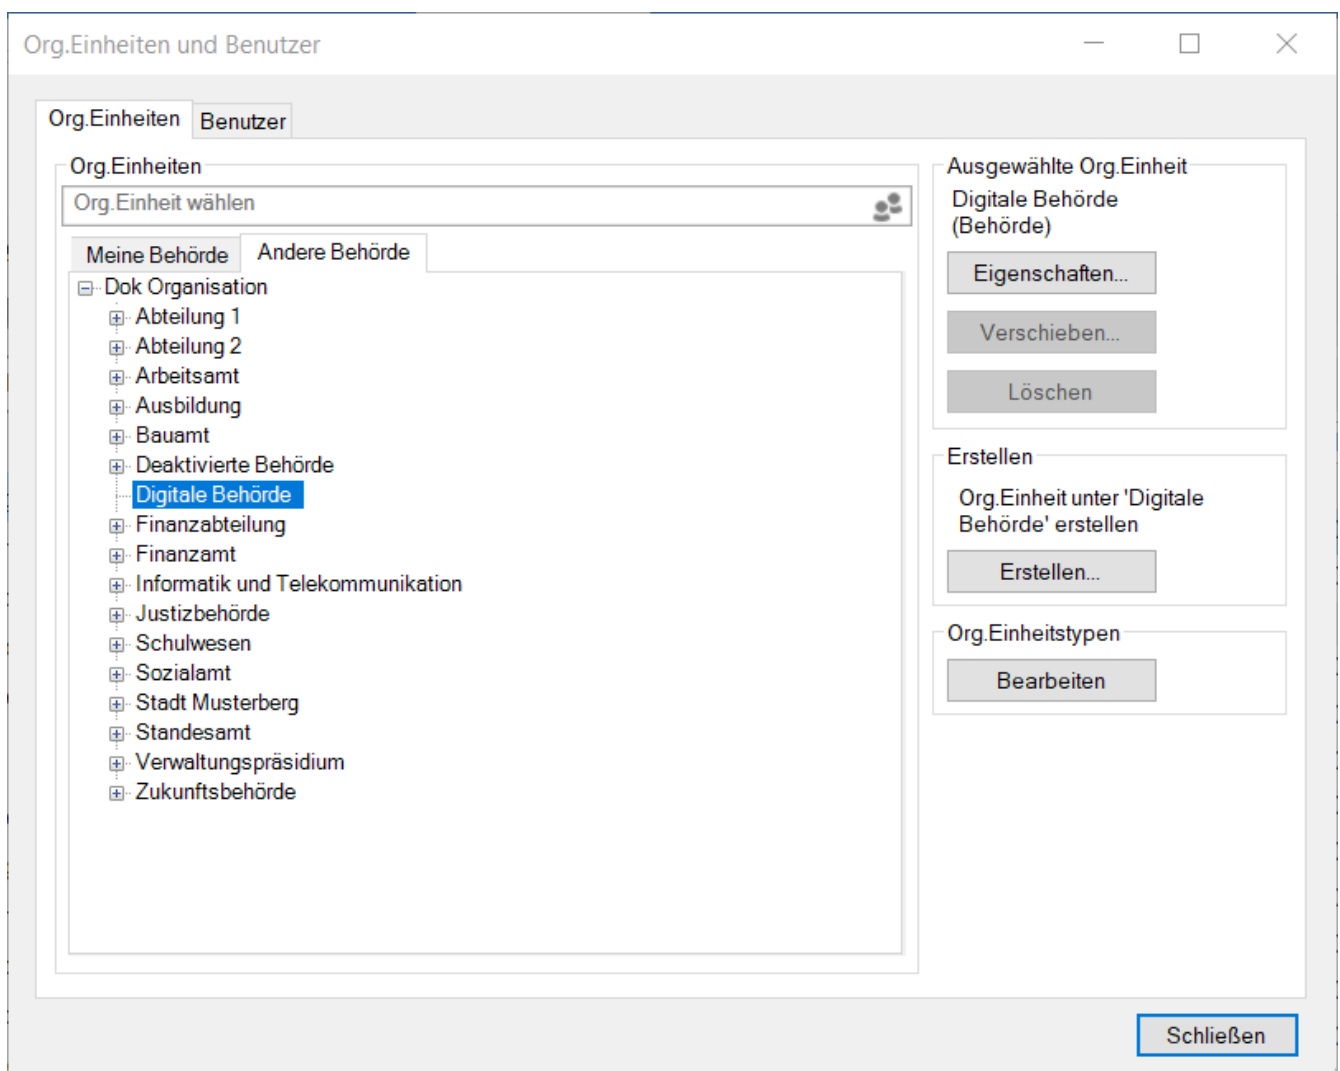 Org.Einheiten und Benutzer
Org.Einheiten
Benutzer
Org.Einheiten
Org.Einheit wählen
Meine Behörde
Andere Behörde
Dok Organisation
Abteilung 1
Abteilung 2
Arbeitsamt
Ausbildung
Bauamt
Deaktivierte Behörde
Digitale Behörde
Finanzabteilung
Finanzamt
Informatik und Telekommunikation
Justizbehörde
Schulwesen
Sozialamt
Stadt Musterberg
Standesamt
Verwaltungspräsidium
Zukunftsbehörde
Ausgewählte Org.Einheit
Digitale Behörde
(Behörde)
Eigenschaften...
Verschieben...
Löschen
Erstellen
Org.Einheit unter 'Digitale
Behörde' erstellen
Erstellen...
Org.Einheitstypen
Bearbeiten
Schließen